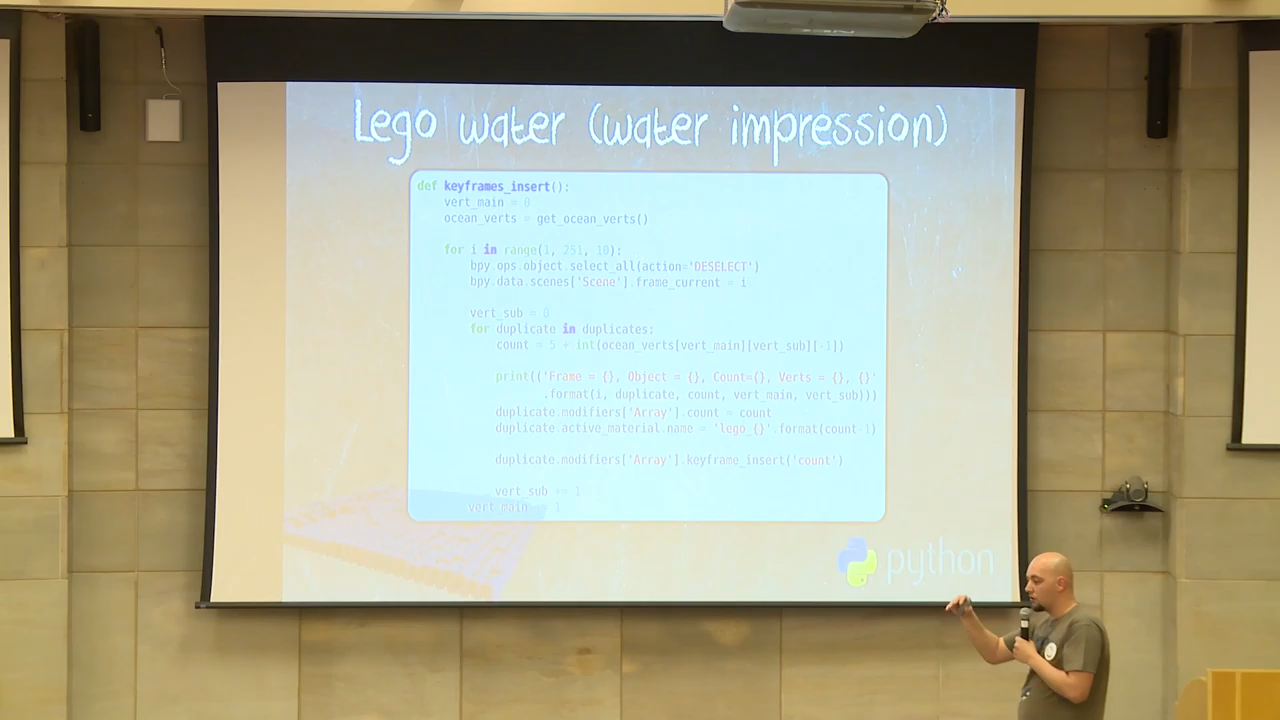 Lego water (water impression)
def keyframes_insert():
vert_main = 0
ocean_verts = get_ocean_verts()
for i in range(1, 251, 10):
bpy.ops.object.select_all(action='DESELECT')
bpy.data.scenes['Scene'].frame_current = i
vert_sub = 0
for duplicate in duplicates:
count = 5 + int(ocean_verts[vert_main][vert_sub][-1])
print(('Frame = {}, Object = {}, Count={}, Verts = {}, {}'
.format(i, duplicate, count, vert_main, vert_sub)))
duplicate.modifiers['Array'].count = count
duplicate.active_material.name = 'lego_{}'.format(count-1)
duplicate.modifiers['Array'].keyframe_insert('count')
vert_sub += 1
vert_main += 1
python